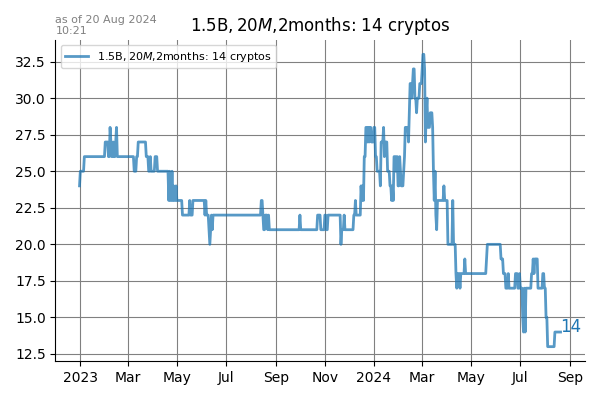 as of 20 Aug 2024
10:21
1.5B, 20M,2months: 14 cryptos
1.5B, 20M,2months: 14 cryptos
32.5
30.0
27.5
25.0
22.5
20.0
17.5
15.0
12.5
14
2023 Mar May Jul Sep Nov 2024 Mar May Jul Sep